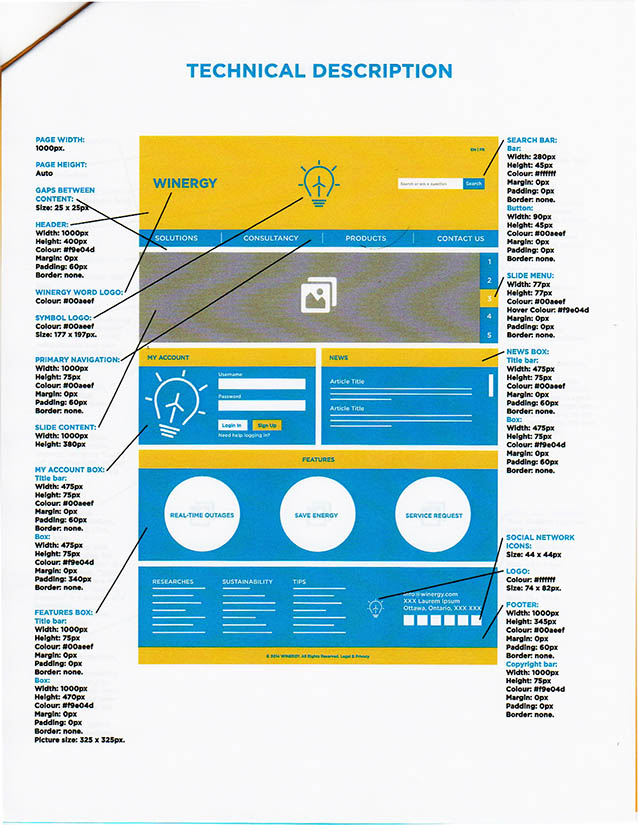 TECHNICAL DESCRIPTION
PAGE WIDTH:
1000px.
PAGE HEIGHT:
Auto
GAPS BETWEEN
CONTENT:
Size: 25 x 25px
HEADER:
Width: 1000px
Height: 400px
Colour: #f9e04d
Margin: 0px
Padding: 60px
Border: none.
WINERGY WORD LOGO:
Colour: #00aeef
SYMBOL LOGO:
Colour: #00aeef
Size: 177 x 197px.
PRIMARY NAVIGATION:
Width: 1000px
Height: 75px
Colour: #00aeef
Margin: 0px
Padding: 60px
Border: none.
SLIDE CONTENT:
Width: 1000px
Height: 380px
MY ACCOUNT BOX:
Title bar:
Width: 475px
Height: 75px
Colour: #00aeef
Margin: 0px
Padding: 60px
Border: none.
Box:
Width: 475px
Height: 75px
Colour: #f9e04d
Margin: 0px
Padding: 340px
Border: none.
FEATURES BOX:
Title bar:
Width: 1000px
Height: 75px
Colour: #00aeef
Margin: 0px
Padding: 0px
Border: none.
Box:
Width: 1000px
Height: 470px
Colour: #f9e04d
Margin: 0px
Padding: 0px
Border: none.
Picture size: 325 x 325px.
EN | FR
WINERGY
Search or ask a question
Search
SOLUTIONS
CONSULTANCY
PRODUCTS
CONTACT US
1
2
3
4
5
MY ACCOUNT
Username
Password
Login In
Sign Up
Need help logging in?
NEWS
Article Title
Article Title
FEATURES
REAL-TIME OUTAGES
SAVE ENERGY
SERVICE REQUEST
RESEARCHES
SUSTAINABILITY
TIPS
info@winergy.com
XXX Laurem Ipsum
Ottawa, Ontario, XXX XXX
© 2014 WINERGY. All Rights Reserved. Legal & Privacy
SEARCH BAR:
Bar:
Width: 280px
Height: 45px
Colour: #ffffff
Margin: 0px
Padding: 0px
Border: none.
Button:
Width: 90px
Height: 45px
Colour: #00aeef
Margin: 0px
Padding: 0px
Border: none.
SLIDE MENU:
Width: 77px
Height: 77px
Colour: #00aeef
Hover Colour: #f9e04d
Margin: 0px
Padding: 0px
Border: none.
NEWS BOX:
Title bar:
Width: 475px
Height: 75px
Colour: #00aeef
Margin: 0px
Padding: 60px
Border: none.
Box:
Width: 475px
Height: 75px
Colour: #f9e04d
Margin: 0px
Padding: 60px
Border: none.
SOCIAL NETWORK
ICONS:
Size: 44 x 44px
LOGO:
Colour: #ffffff
Size: 74 x 82px.
FOOTER:
Width: 1000px
Height: 345px
Colour: #00aeef
Margin: 0px
Padding: 60px
Border: none.
Copyright bar:
Width: 1000px
Height: 75px
Colour: #f9e04d
Margin: 0px
Padding: 0px
Border: none.